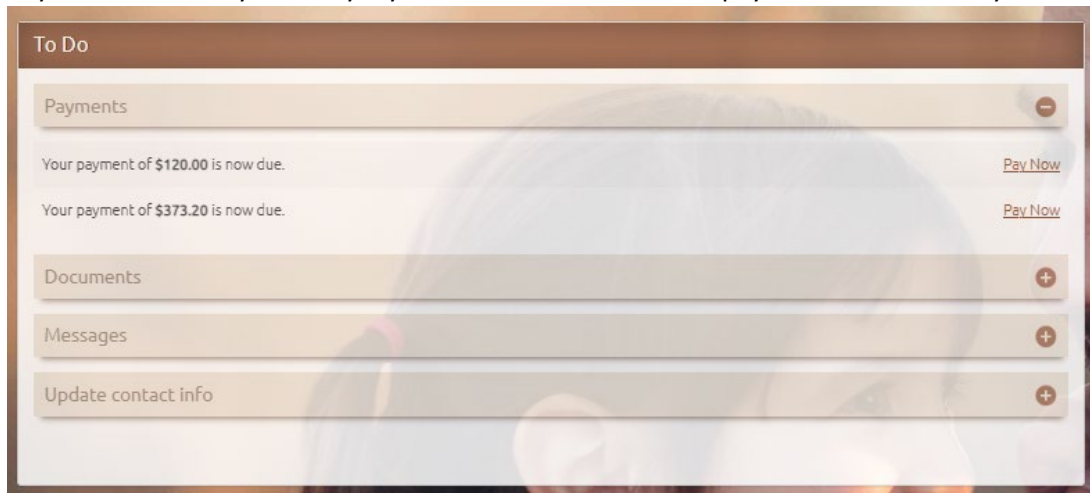 To Do
Payments
Your payment of $120.00 is now due. Pay Now
Your payment of $373.20 is now due. Pay Now
Documents
Messages
Update contact info